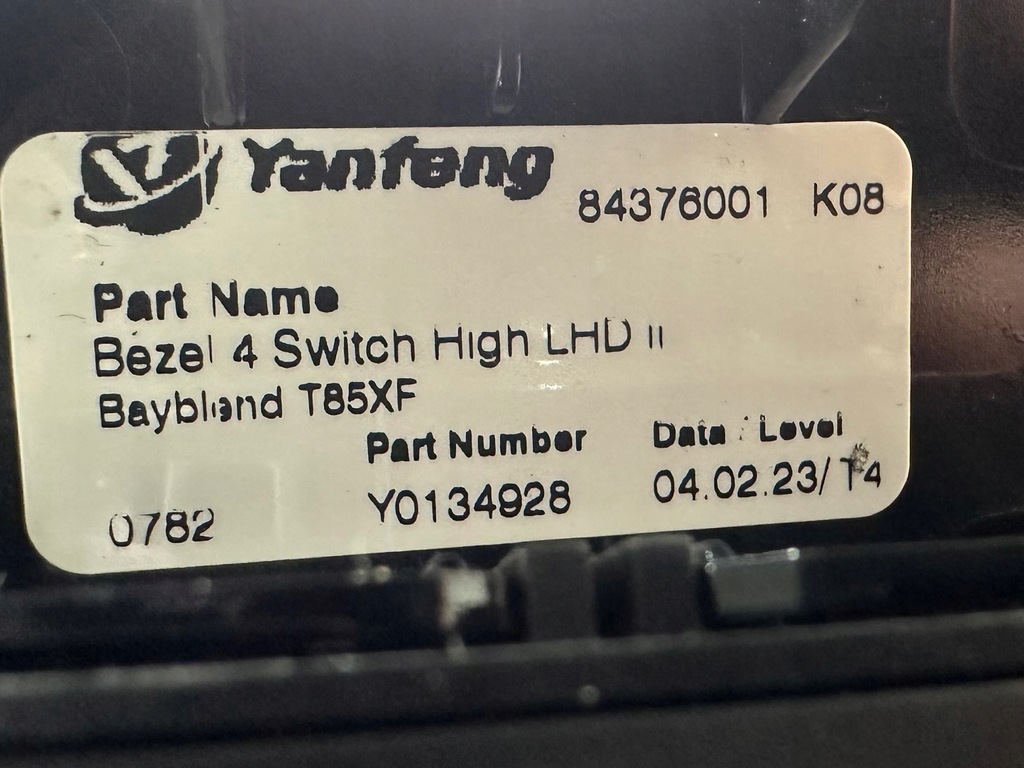 Yanfeng
84376001 K08
Part Name
Bezel 4 Switch High LHD II
Bayblend T85XF
Part Number Data : Level
0782 Y0134928 04.02.23/ T4